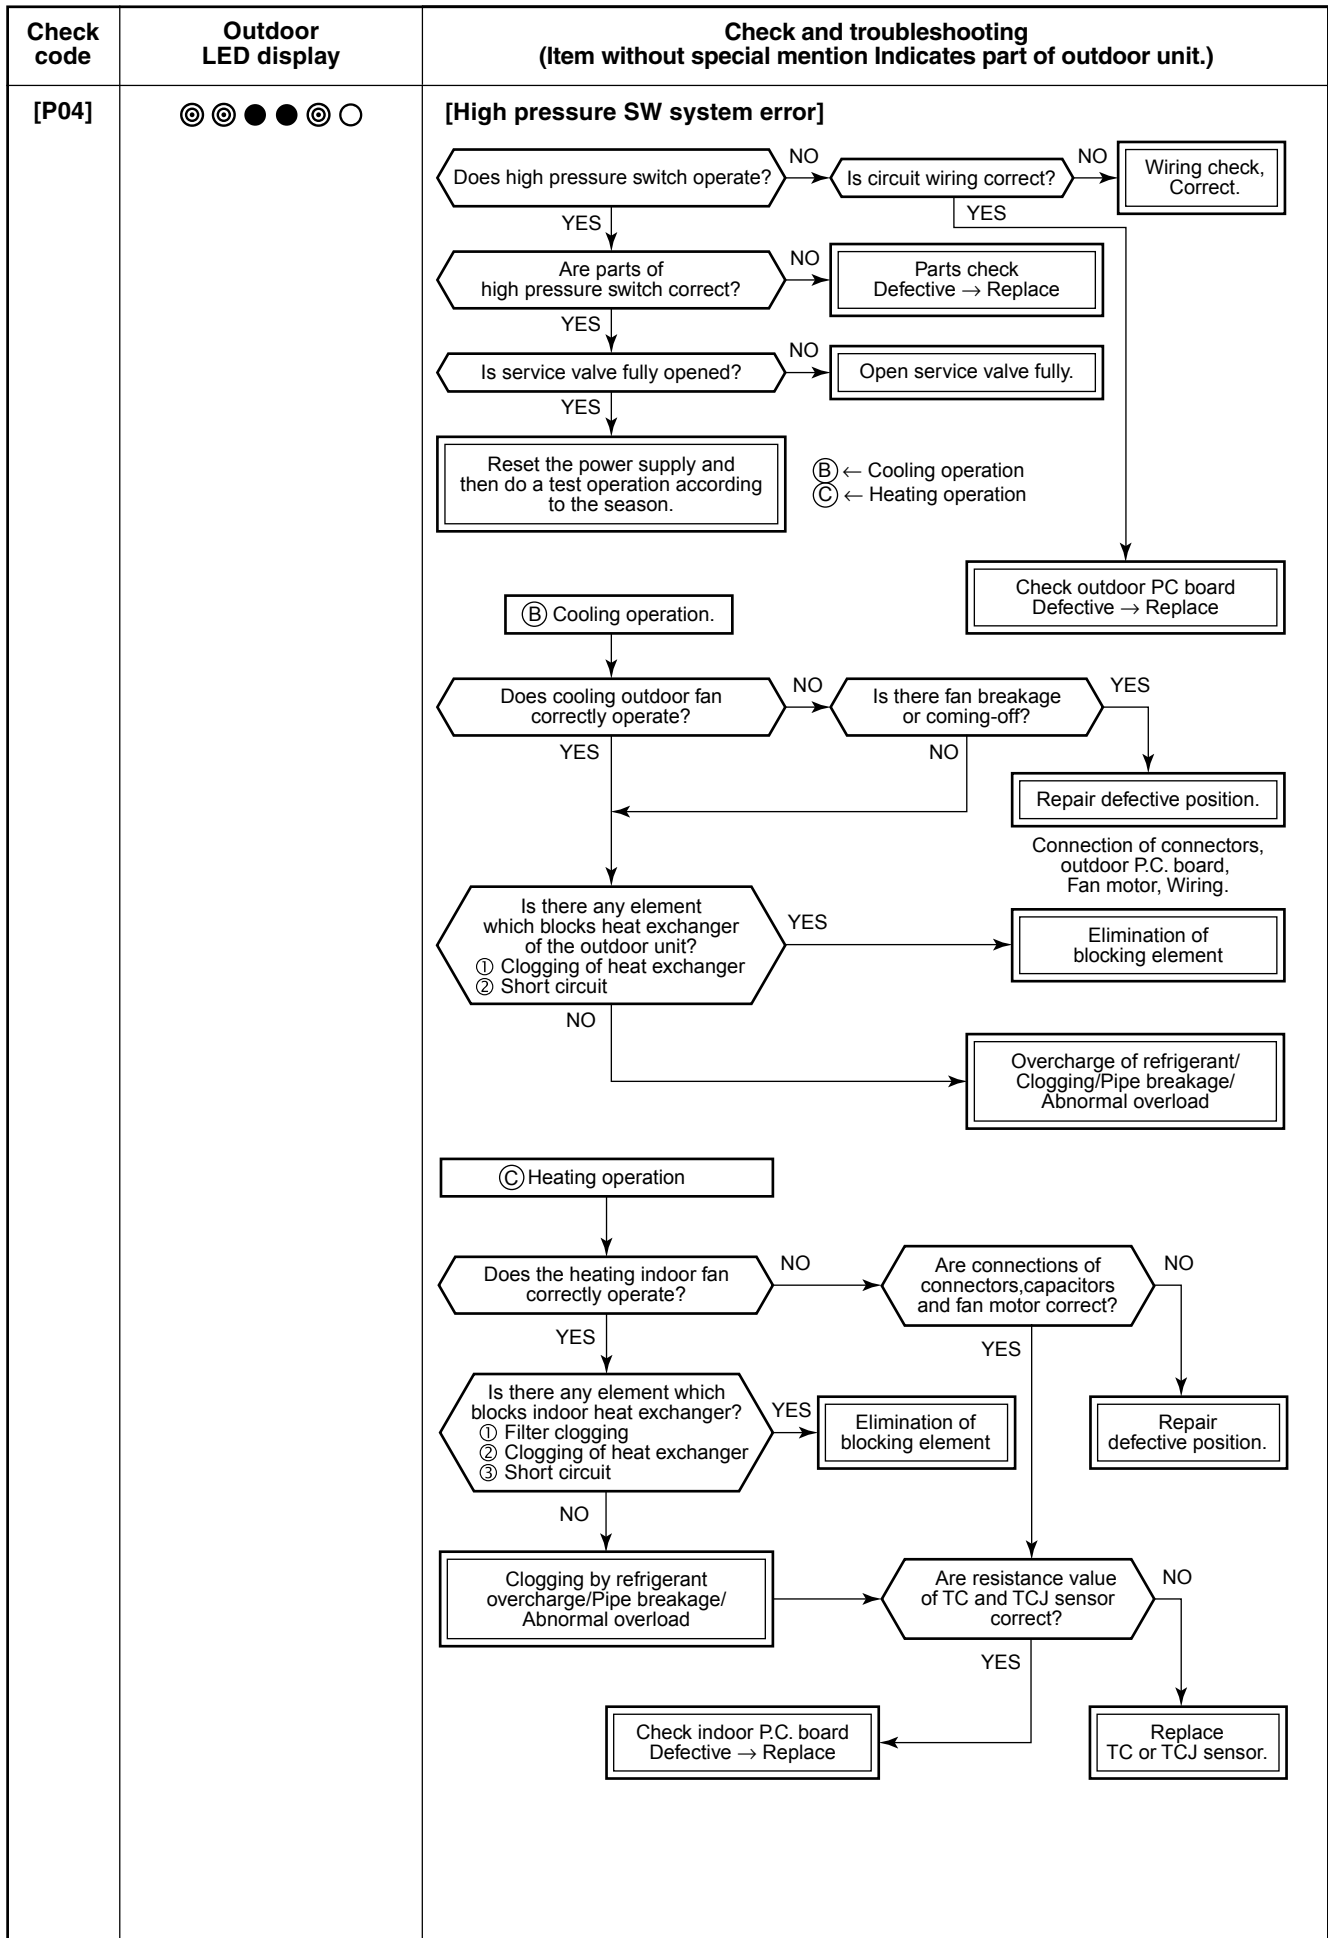 Check
code
Outdoor
LED display
Check and troubleshooting
(Item without special mention Indicates part of outdoor unit.)
[P04]
◎ ◎ ● ● ◎ ○
[High pressure SW system error]
Does high pressure switch operate?
NO
Is circuit wiring correct?
NO
Wiring check,
Correct.
YES
YES
Are parts of
high pressure switch correct?
NO
Parts check
Defective → Replace
YES
Is service valve fully opened?
NO
Open service valve fully.
YES
Reset the power supply and
then do a test operation according
to the season.
Ⓑ ← Cooling operation
Ⓒ ← Heating operation
Check outdoor PC board
Defective → Replace
Ⓑ Cooling operation.
Does cooling outdoor fan
correctly operate?
NO
Is there fan breakage
or coming-off?
YES
YES
NO
Repair defective position.
Connection of connectors,
outdoor P.C. board,
Fan motor, Wiring.
Is there any element
which blocks heat exchanger
of the outdoor unit?
① Clogging of heat exchanger
② Short circuit
YES
Elimination of
blocking element
NO
Overcharge of refrigerant/
Clogging/Pipe breakage/
Abnormal overload
Ⓒ Heating operation
Does the heating indoor fan
correctly operate?
NO
Are connections of
connectors,capacitors
and fan motor correct?
NO
YES
YES
Is there any element which
blocks indoor heat exchanger?
① Filter clogging
② Clogging of heat exchanger
③ Short circuit
YES
Elimination of
blocking element
Repair
defective position.
NO
Clogging by refrigerant
overcharge/Pipe breakage/
Abnormal overload
Are resistance value
of TC and TCJ sensor
correct?
NO
YES
Check indoor P.C. board
Defective → Replace
Replace
TC or TCJ sensor.